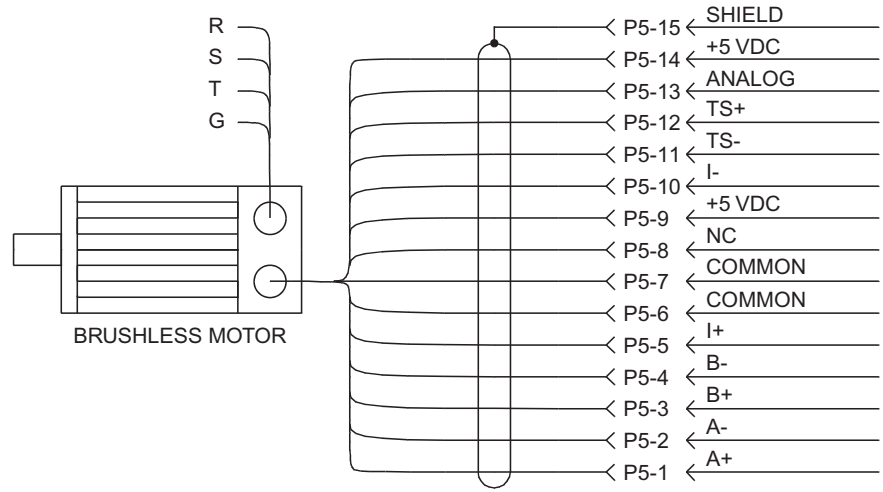 R
S
T
G
BRUSHLESS MOTOR
P5-15 SHIELD
P5-14 +5 VDC
P5-13 ANALOG
P5-12 TS+
P5-11 TS-
P5-10 I-
P5-9 +5 VDC
P5-8 NC
P5-7 COMMON
P5-6 COMMON
P5-5 I+
P5-4 B-
P5-3 B+
P5-2 A-
P5-1 A+